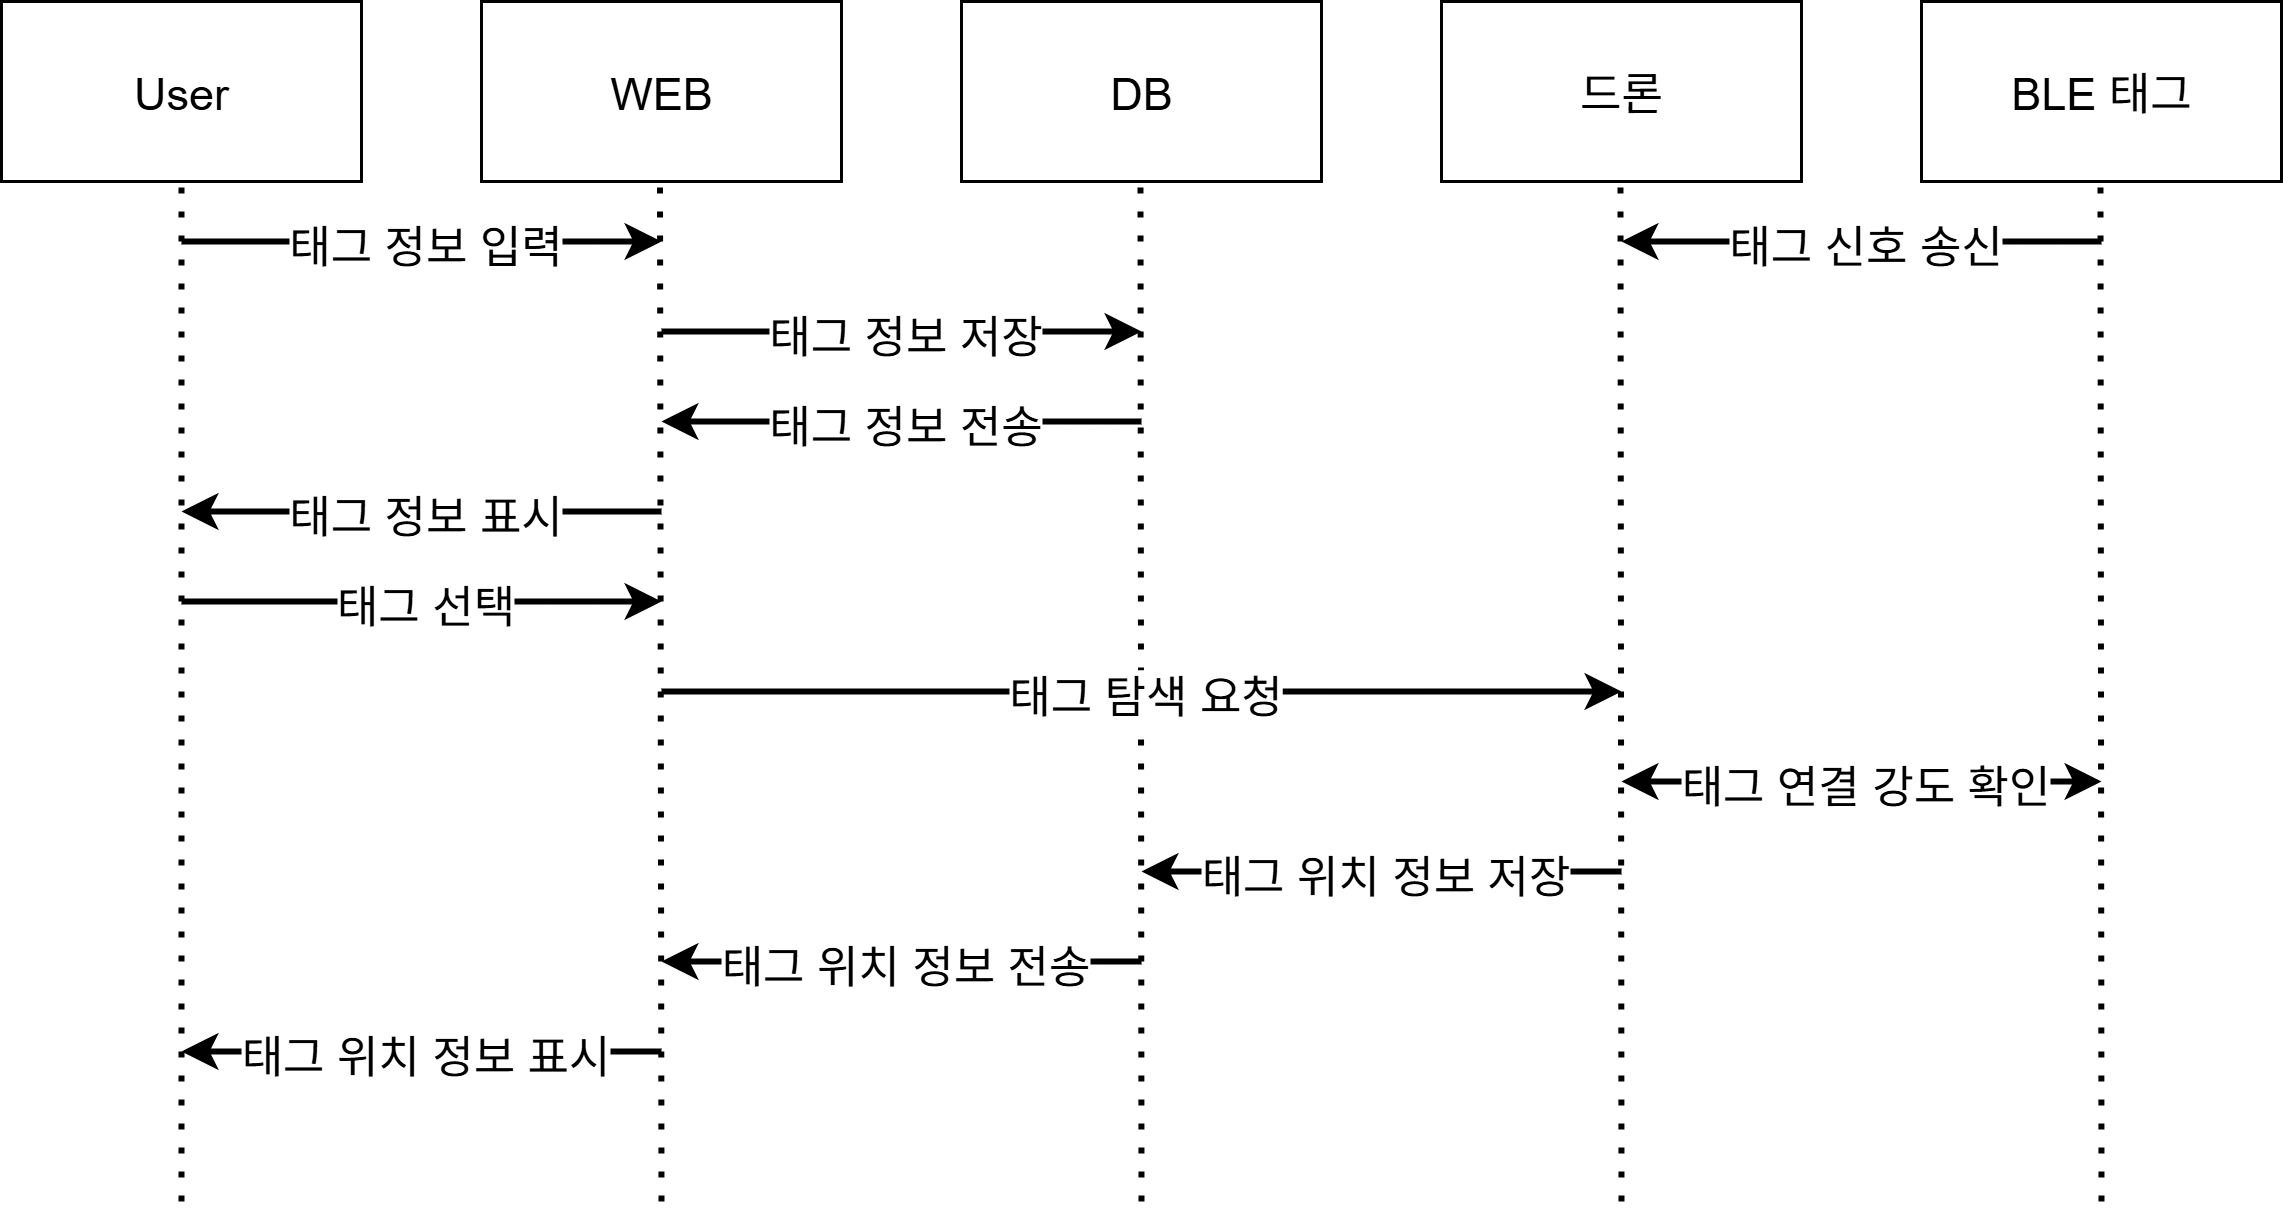 User
WEB
DB
드론
BLE 태그
태그 정보 입력
태그 신호 송신
태그 정보 저장
태그 정보 전송
태그 정보 표시
태그 선택
태그 탐색 요청
태그 연결 강도 확인
태그 위치 정보 저장
태그 위치 정보 전송
태그 위치 정보 표시